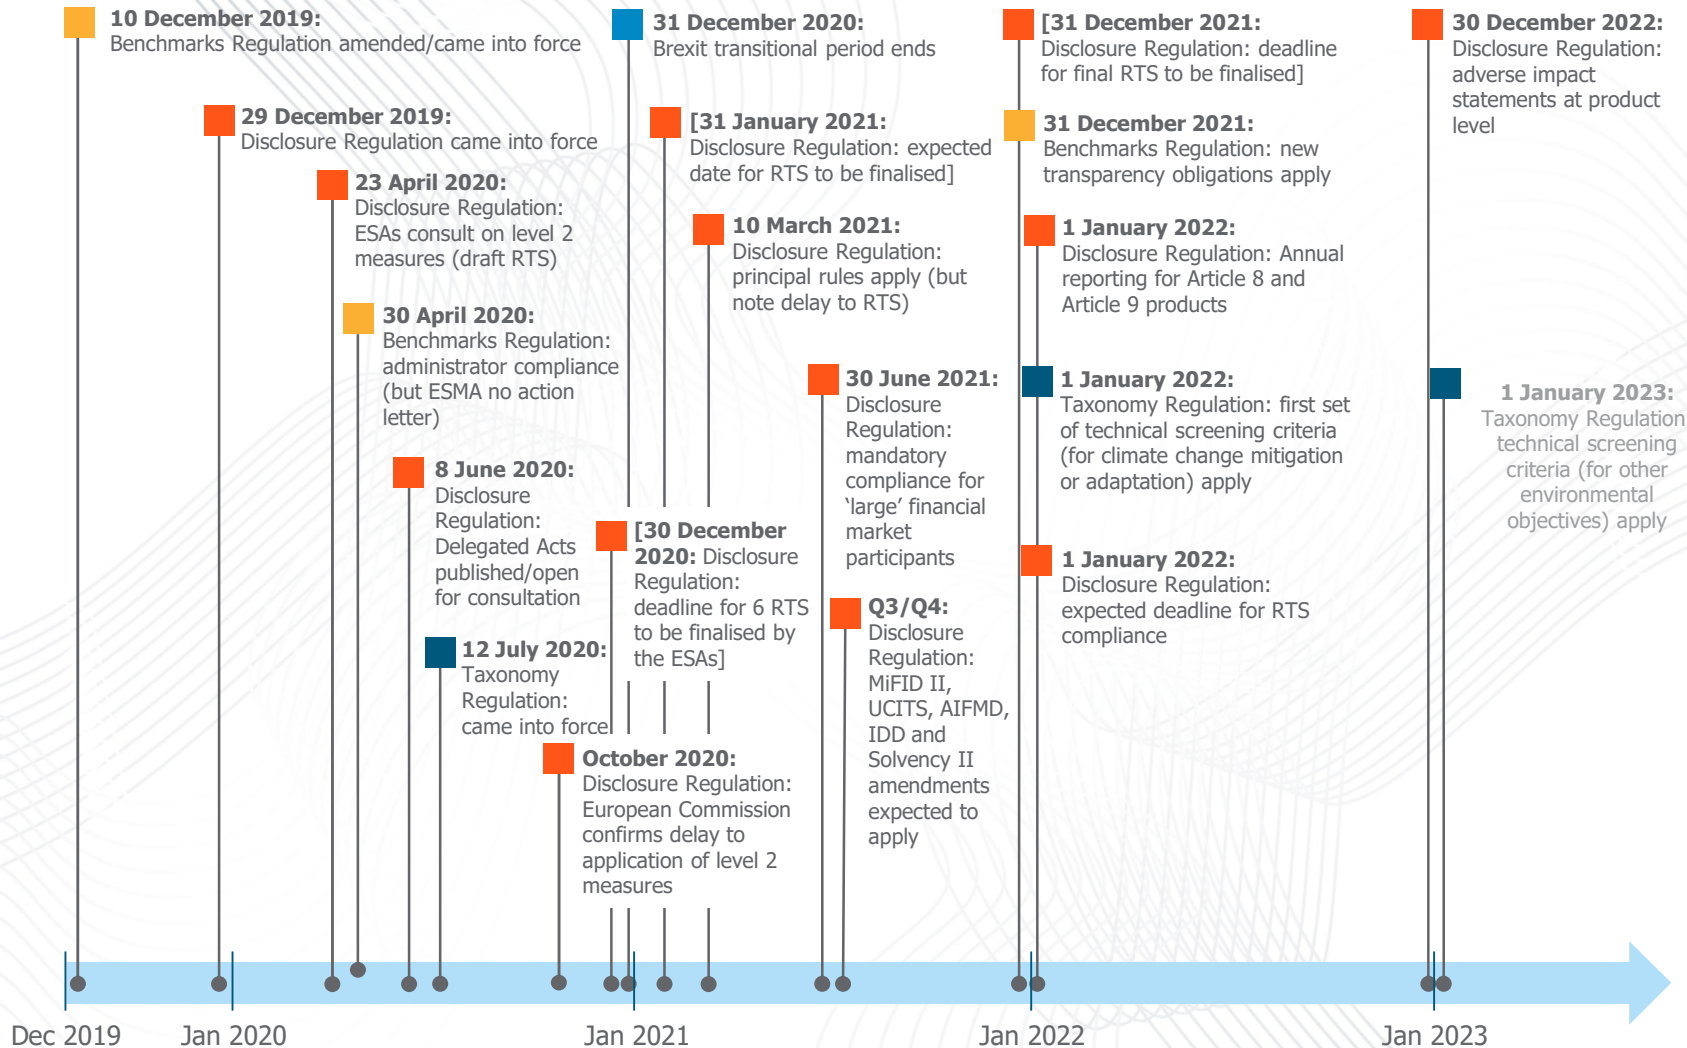 10 December 2019:
Benchmarks Regulation amended/came into force
29 December 2019:
Disclosure Regulation came into force
23 April 2020:
Disclosure Regulation:
ESAs consult on level 2
measures (draft RTS)
30 April 2020:
Benchmarks Regulation:
administrator compliance
(but ESMA no action
letter)
8 June 2020:
Disclosure
Regulation:
Delegated Acts
published/open
for consultation
12 July 2020:
Taxonomy
Regulation:
came into force
October 2020:
Disclosure Regulation:
European Commission
confirms delay to
application of level 2
measures
[30 December
2020: Disclosure
Regulation:
deadline for 6 RTS
to be finalised by
the ESAs]
31 December 2020:
Brexit transitional period ends
[31 January 2021:
Disclosure Regulation: expected
date for RTS to be finalised]
10 March 2021:
Disclosure Regulation:
principal rules apply (but
note delay to RTS)
30 June 2021:
Disclosure
Regulation:
mandatory
compliance for
‘large’ financial
market
participants
Q3/Q4:
Disclosure
Regulation:
MiFID II,
UCITS, AIFMD,
IDD and
Solvency II
amendments
expected to
apply
[31 December 2021:
Disclosure Regulation: deadline
for final RTS to be finalised]
31 December 2021:
Benchmarks Regulation: new
transparency obligations apply
1 January 2022:
Disclosure Regulation: Annual
reporting for Article 8 and
Article 9 products
1 January 2022:
Taxonomy Regulation: first set
of technical screening criteria
(for climate change mitigation
or adaptation) apply
1 January 2022:
Disclosure Regulation:
expected deadline for RTS
compliance
30 December 2022:
Disclosure Regulation:
adverse impact
statements at product
level
1 January 2023:
Taxonomy Regulation
technical screening
criteria (for other
environmental
objectives) apply
Dec 2019
Jan 2020
Jan 2021
Jan 2022
Jan 2023